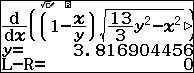 √▱ D
d/dx((1-x/y)√(13/3 y²-x²▷
y= 3.816904456
L-R= 0